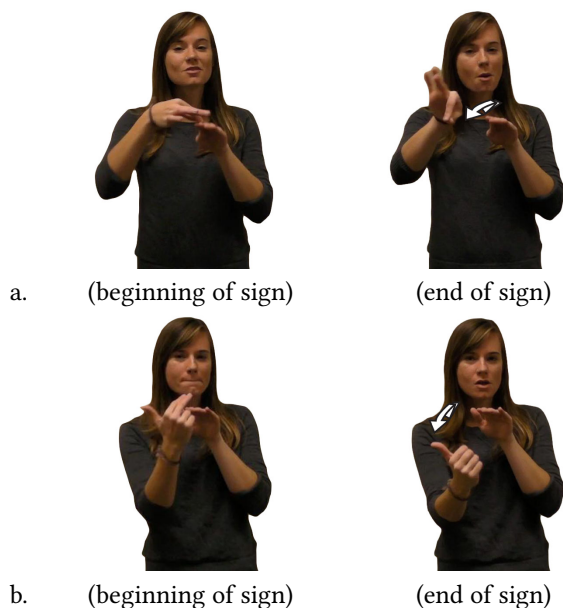 a. (beginning of sign) (end of sign)
b. (beginning of sign) (end of sign)